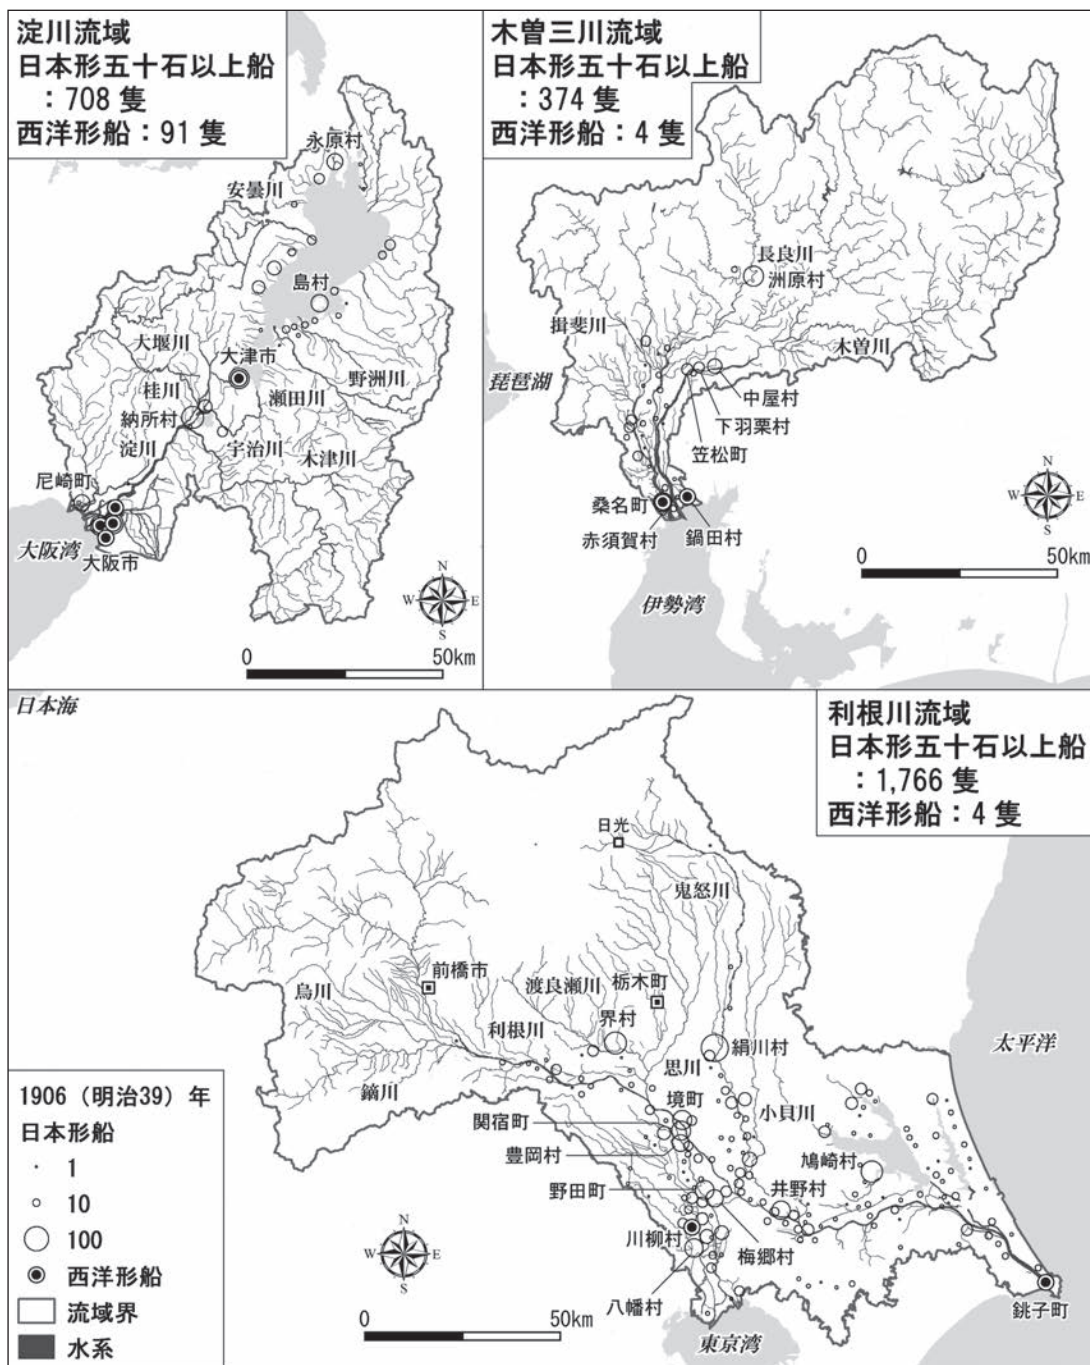 淀川流域
日本形五十石以上船
：708 隻
西洋形船：91 隻
永原村
安曇川
島村
大堰川
大津市
野洲川
桂川
瀬田川
納所村
淀川
宇治川
木津川
尼崎町
大阪湾
大阪市
N
W
E
S
0
50km
木曽三川流域
日本形五十石以上船
：374 隻
西洋形船：4 隻
長良川
洲原村
揖斐川
木曽川
琵琶湖
中屋村
下羽栗村
笠松町
桑名町
赤須賀村
鍋田村
伊勢湾
N
W
E
S
0
50km
日本海
利根川流域
日本形五十石以上船
：1,766 隻
西洋形船：4 隻
日光
鬼怒川
前橋市
渡良瀬川
栃木町
烏川
利根川
界村
絹川村
太平洋
思川
鏑川
境町
小貝川
関宿町
豊岡村
鳩崎村
野田町
井野村
川柳村
梅郷村
八幡村
銚子町
東京湾
N
W
E
S
0
50km
1906（明治39）年
日本形船
1
10
100
西洋形船
流域界
水系